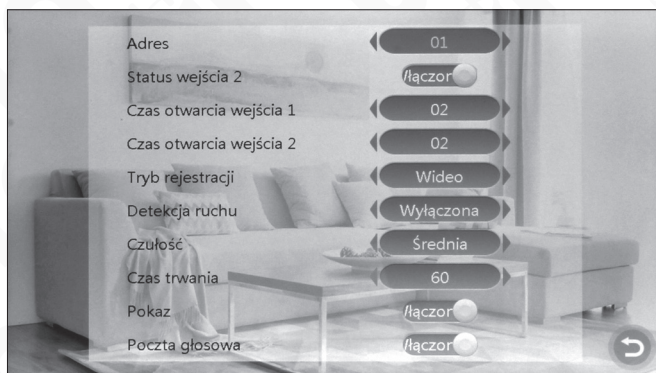 Adres 01
Status wejścia 2
Czas otwarcia wejścia 1 02
Czas otwarcia wejścia 2 02
Tryb rejestracji Wideo
Detekcja ruchu Wyłączona
Czułość Średnia
Czas trwania 60
Pokaz
Poczta głosowa